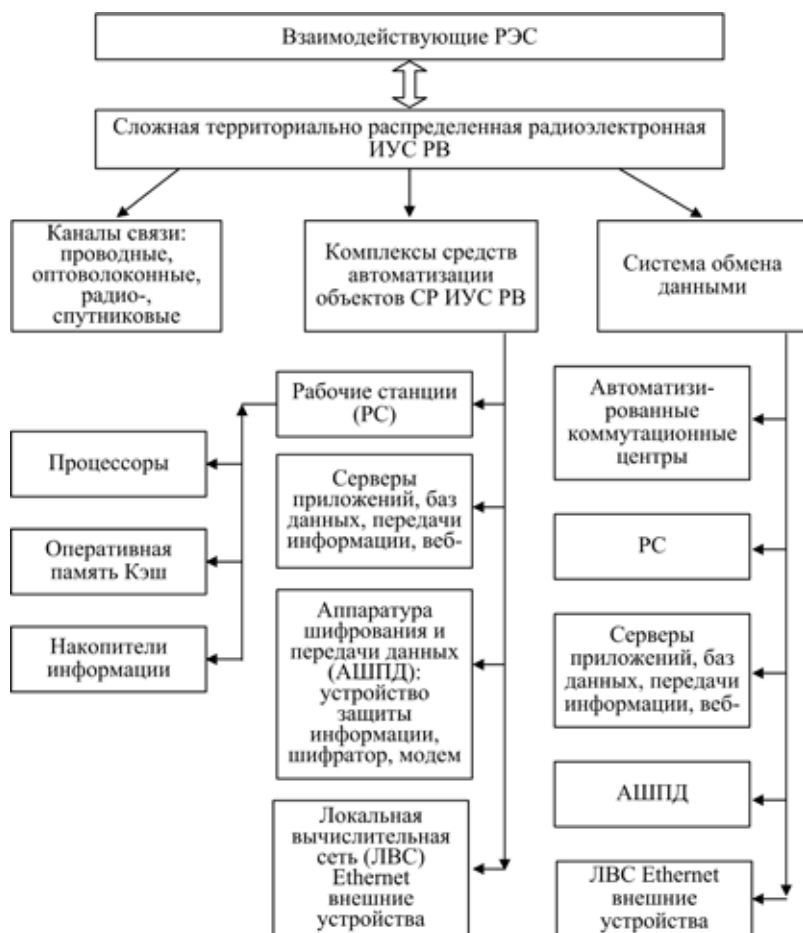 Взаимодействующие РЭС
Сложная территориально распределенная радиоэлектронная
ИУС РВ
Каналы связи:
проводные,
оптоволоконные,
радио-,
спутниковые
Комплексы средств
автоматизации
объектов СР ИУС РВ
Система обмена
данными
Рабочие станции
(РС)
Процессоры
Оперативная
память Кэш
Накопители
информации
Серверы
приложений, баз
данных, передачи
информации, веб-
Аппаратура
шифрования и
передачи данных
(АШПД):
устройство
защиты
информации,
шифратор, модем
Локальная
вычислительная
сеть (ЛВС)
Ethernet
внешние
устройства
Автоматизи-
рованные
коммутационные
центры
РС
Серверы
приложений, баз
данных, передачи
информации, веб-
АШПД
ЛВС Ethernet
внешние
устройства